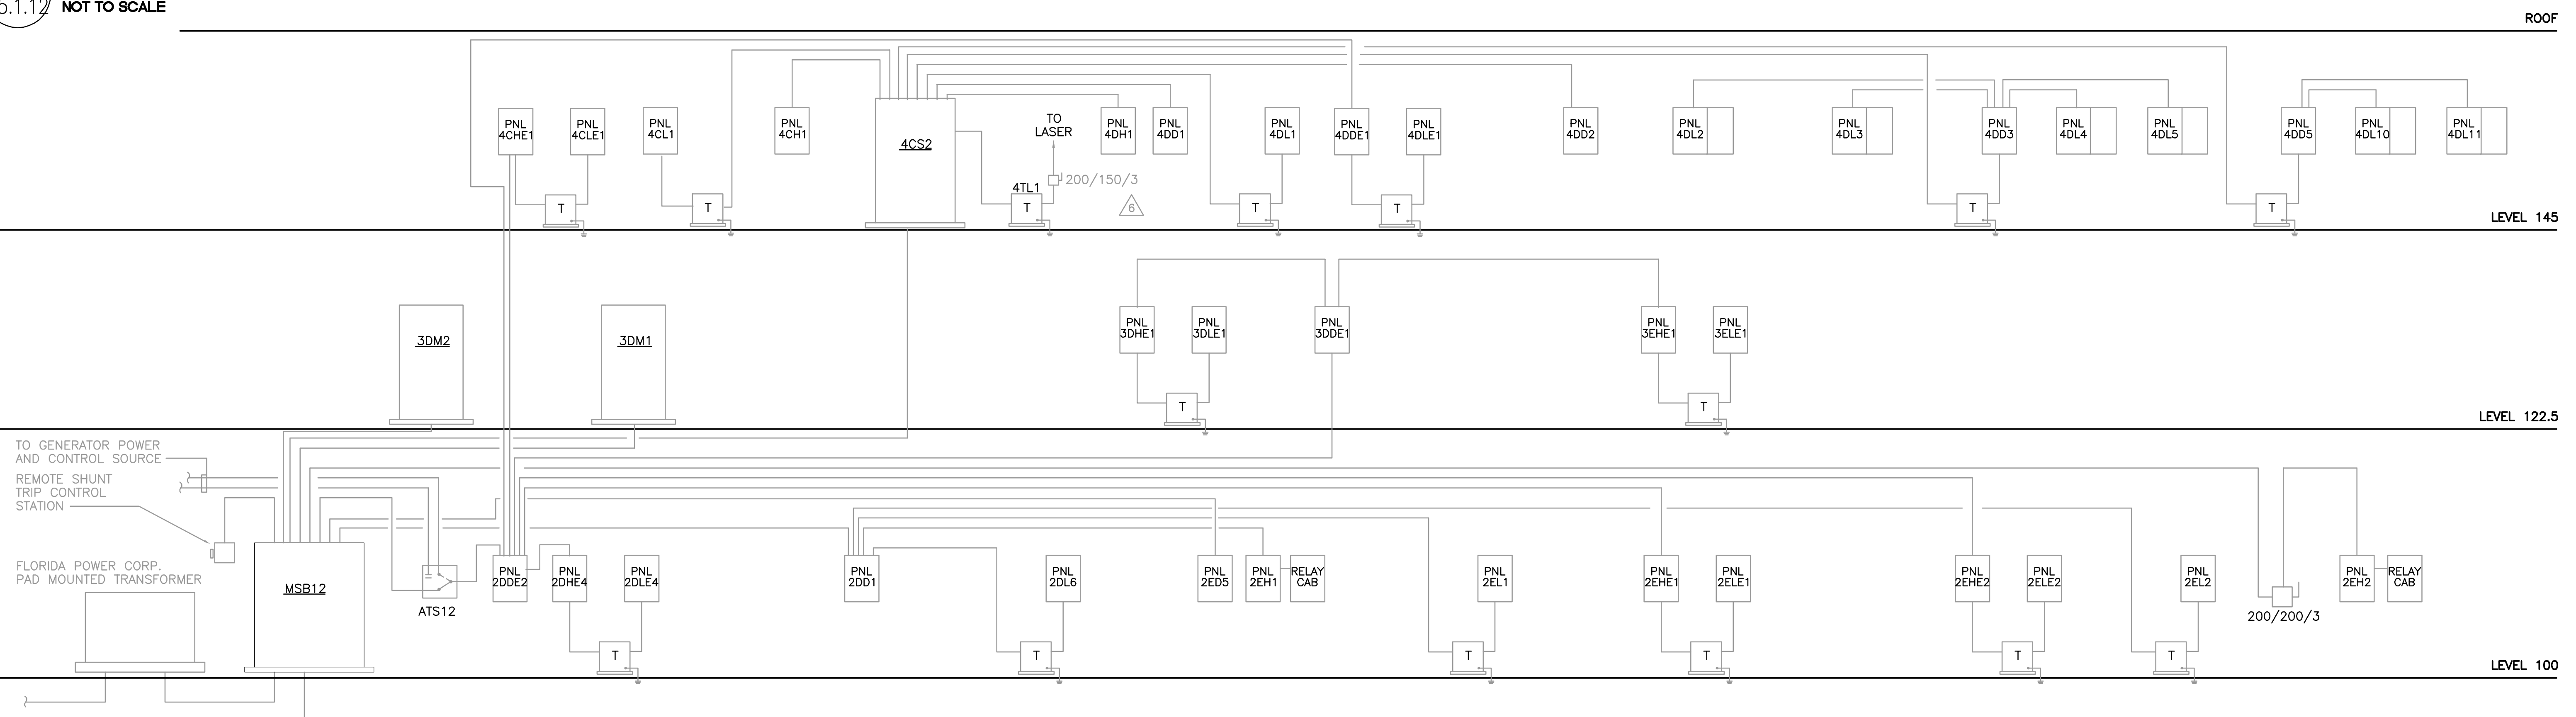 5.1.12
NOT TO SCALE
ROOF
PNL
4CHE1
PNL
4CLE1
PNL
4CL1
PNL
4CH1
4CS2
TO
LASER
PNL
4DH1
PNL
4DD1
PNL
4DL1
PNL
4DDE1
PNL
4DLE1
PNL
4DD2
PNL
4DL2
PNL
4DL3
PNL
4DD3
PNL
4DL4
PNL
4DL5
PNL
4DD5
PNL
4DL10
PNL
4DL11
200/150/3
4TL1
6
T
T
T
T
T
T
T
LEVEL 145
3DM2
3DM1
PNL
3DHE1
PNL
3DLE1
PNL
3DDE1
PNL
3EHE1
PNL
3ELE1
T
T
LEVEL 122.5
TO GENERATOR POWER
AND CONTROL SOURCE
REMOTE SHUNT
TRIP CONTROL
STATION
FLORIDA POWER CORP.
PAD MOUNTED TRANSFORMER
MSB12
ATS12
PNL
2DDE2
PNL
2DHE4
PNL
2DLE4
PNL
2DD1
PNL
2DL6
PNL
2ED5
PNL
2EH1
RELAY
CAB
PNL
2EL1
PNL
2EHE1
PNL
2ELE1
PNL
2EHE2
PNL
2ELE2
PNL
2EL2
200/200/3
PNL
2EH2
RELAY
CAB
T
T
T
T
T
T
LEVEL 100